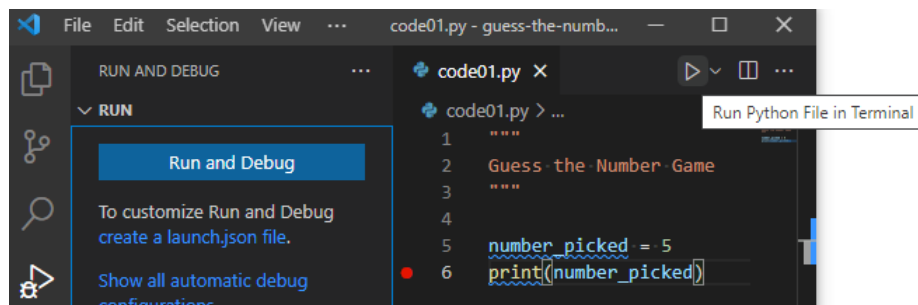 File Edit Selection View ··· code01.py - guess-the-numb...
RUN AND DEBUG ··· code01.py
RUN
code01.py > ...
Run Python File in Terminal
1 """
Run and Debug
2 Guess the Number Game
3 """
To customize Run and Debug
create a launch.json file.
4
5 number_picked = 5
6 print(number_picked)
Show all automatic debug
configurations